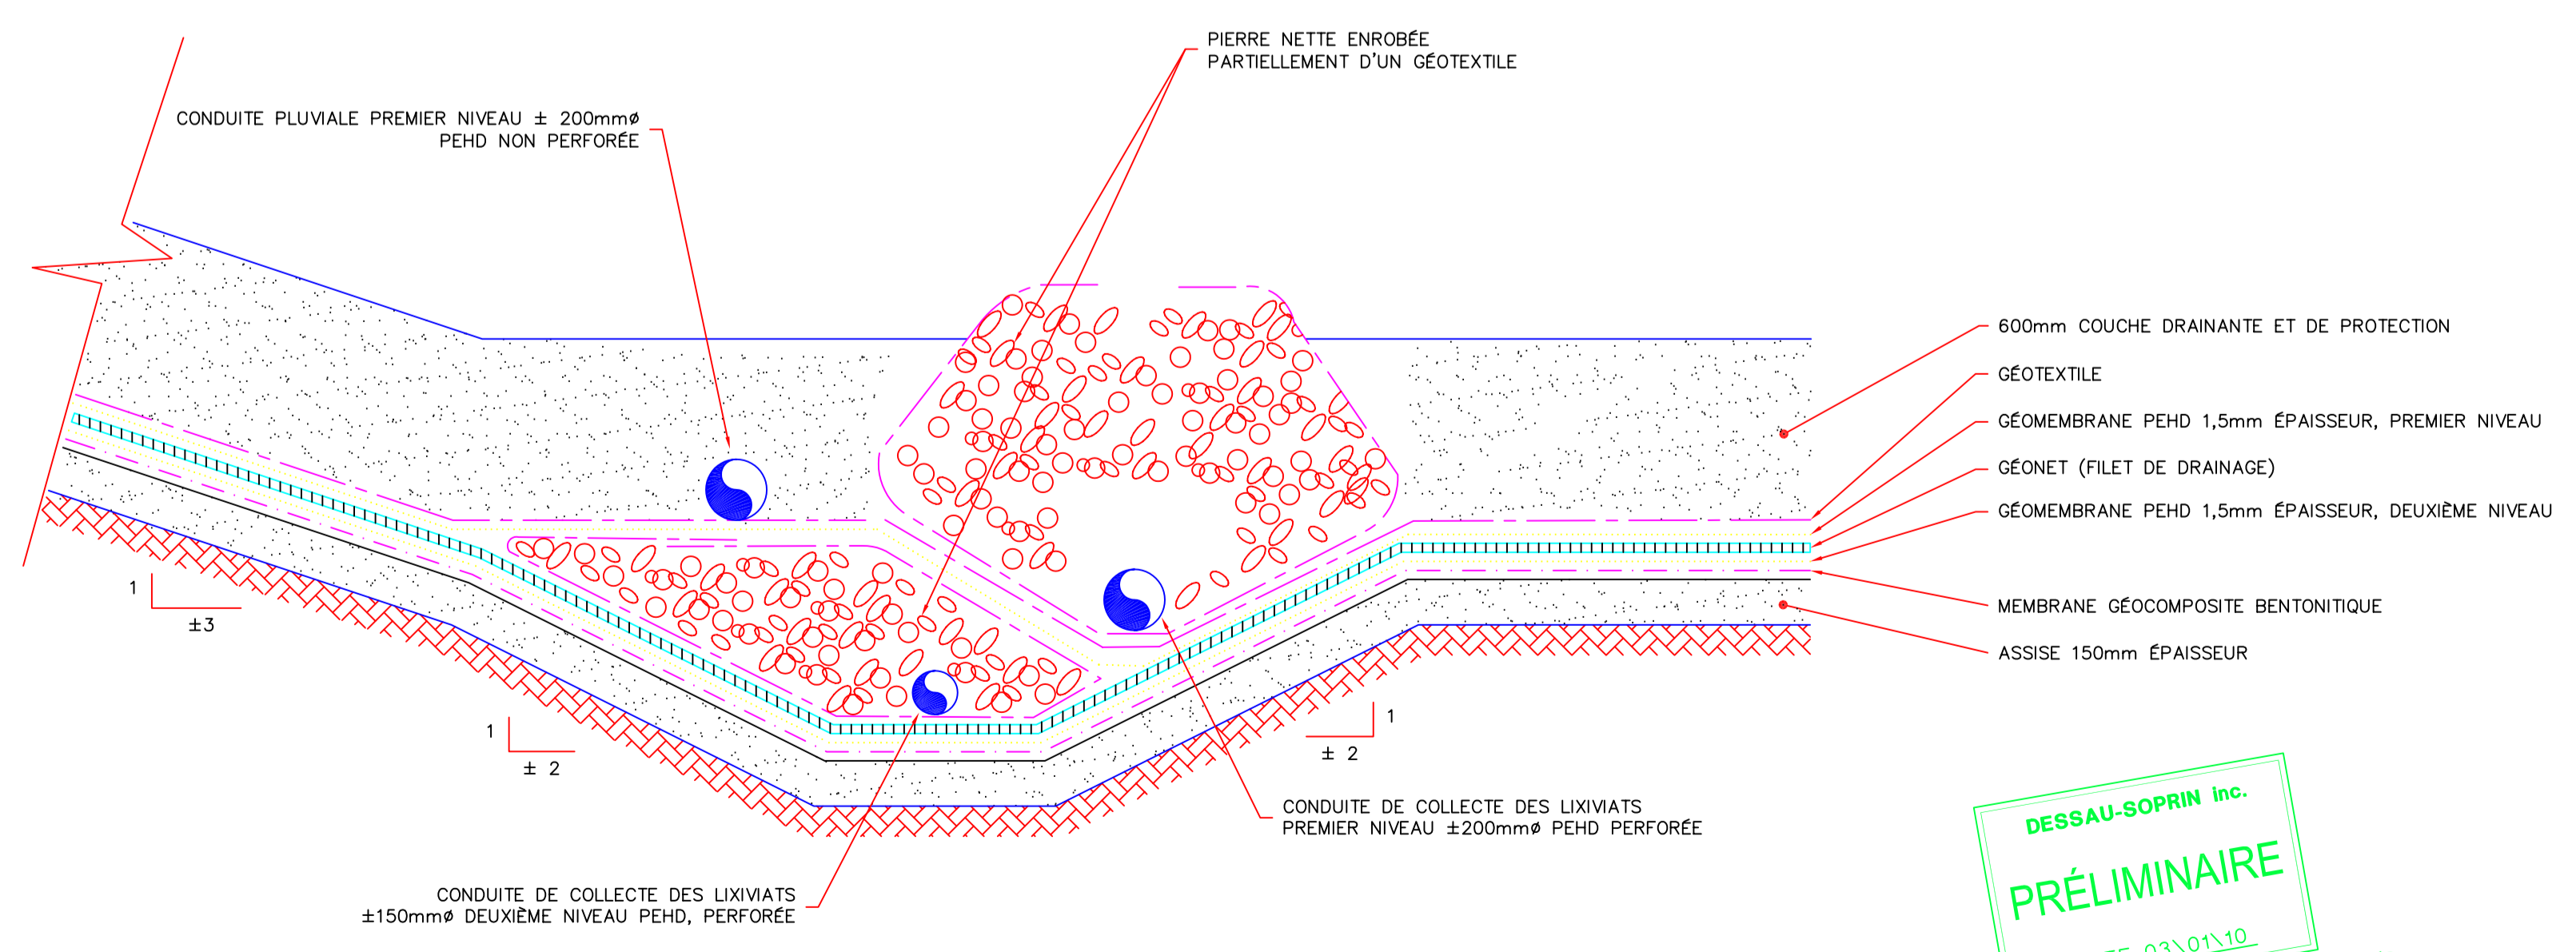 PIERRE NETTE ENROBÉE
PARTIELLEMENT D'UN GÉOTEXTILE
CONDUITE PLUVIALE PREMIER NIVEAU ± 200mmø
PEHD NON PERFORÉE
600mm COUCHE DRAINANTE ET DE PROTECTION
GÉOTEXTILE
GÉOMEMBRANE PEHD 1,5mm ÉPAISSEUR, PREMIER NIVEAU
GÉONET (FILET DE DRAINAGE)
GÉOMEMBRANE PEHD 1,5mm ÉPAISSEUR, DEUXIÈME NIVEAU
MEMBRANE GÉOCOMPOSITE BENTONITIQUE
ASSISE 150mm ÉPAISSEUR
1
±3
1
± 2
1
± 2
CONDUITE DE COLLECTE DES LIXIVIATS
PREMIER NIVEAU ±200mmø PEHD PERFORÉE
CONDUITE DE COLLECTE DES LIXIVIATS
±150mmø DEUXIÈME NIVEAU PEHD, PERFORÉE
DESSAU-SOPRIN inc.
PRÉLIMINAIRE
03\01\10